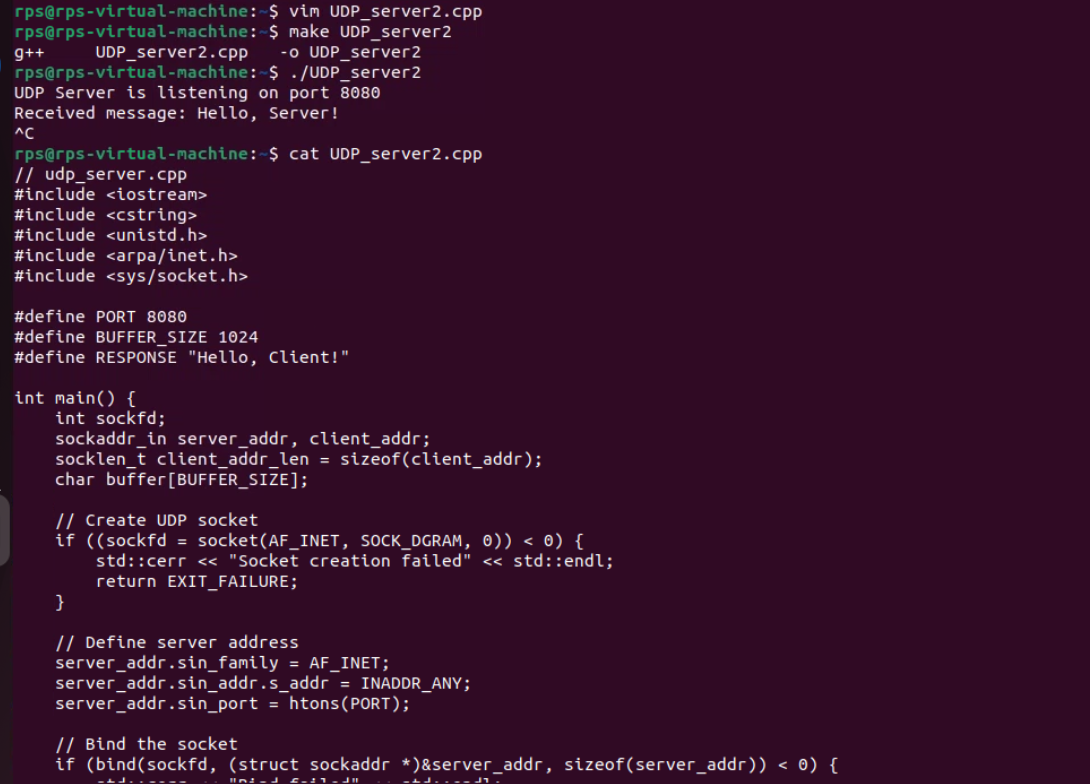 rps@rps-virtual-machine:~$ vim UDP_server2.cpp
rps@rps-virtual-machine:~$ make UDP_server2
g++     UDP_server2.cpp   -o UDP_server2
rps@rps-virtual-machine:~$ ./UDP_server2
UDP Server is listening on port 8080
Received message: Hello, Server!
^C
rps@rps-virtual-machine:~$ cat UDP_server2.cpp
// udp_server.cpp
#include <iostream>
#include <cstring>
#include <unistd.h>
#include <arpa/inet.h>
#include <sys/socket.h>

#define PORT 8080
#define BUFFER_SIZE 1024
#define RESPONSE "Hello, Client!"

int main() {
    int sockfd;
    sockaddr_in server_addr, client_addr;
    socklen_t client_addr_len = sizeof(client_addr);
    char buffer[BUFFER_SIZE];

    // Create UDP socket
    if ((sockfd = socket(AF_INET, SOCK_DGRAM, 0)) < 0) {
        std::cerr << "Socket creation failed" << std::endl;
        return EXIT_FAILURE;
    }

    // Define server address
    server_addr.sin_family = AF_INET;
    server_addr.sin_addr.s_addr = INADDR_ANY;
    server_addr.sin_port = htons(PORT);

    // Bind the socket
    if (bind(sockfd, (struct sockaddr *)&server_addr, sizeof(server_addr)) < 0) {
        std::cerr << "Bind failed" << std::endl;